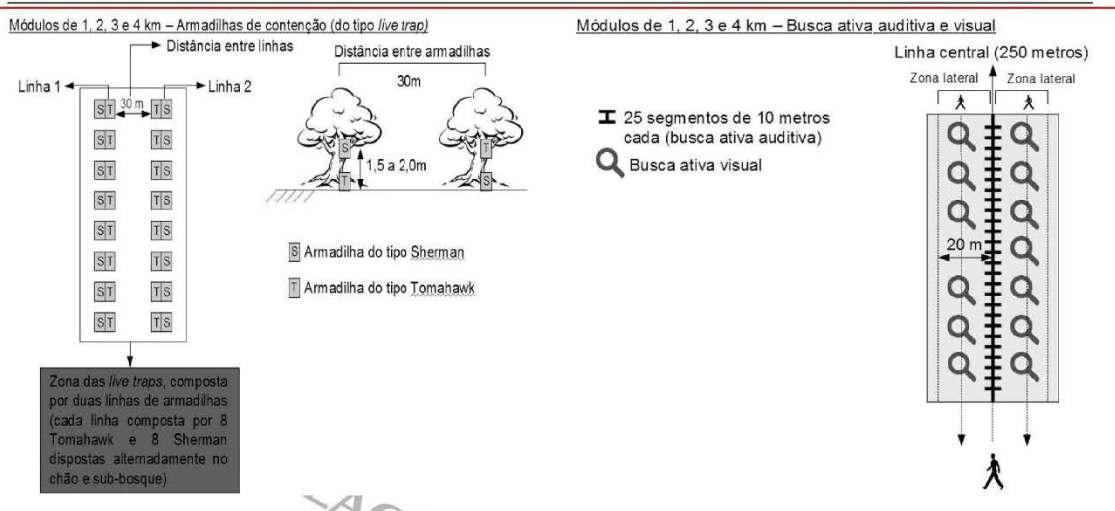 Módulos de 1, 2, 3 e 4 km – Armadilhas de contenção (do tipo live trap)
Distância entre linhas
Linha 1
Linha 2
30 m
S T T S
S T T S
S T T S
S T T S
S T T S
S T T S
S T T S
S T T S
Zona das live traps, composta
por duas linhas de armadilhas
(cada linha composta por 8
Tomahawk e 8 Sherman
dispostas alternadamente no
chão e sub-bosque)
Distância entre armadilhas
30m
S T
1,5 a 2,0m
T S
S Armadilha do tipo Sherman
T Armadilha do tipo Tomahawk
Módulos de 1, 2, 3 e 4 km – Busca ativa auditiva e visual
25 segmentos de 10 metros
cada (busca ativa auditiva)
Busca ativa visual
Linha central (250 metros)
Zona lateral Zona lateral
20 m